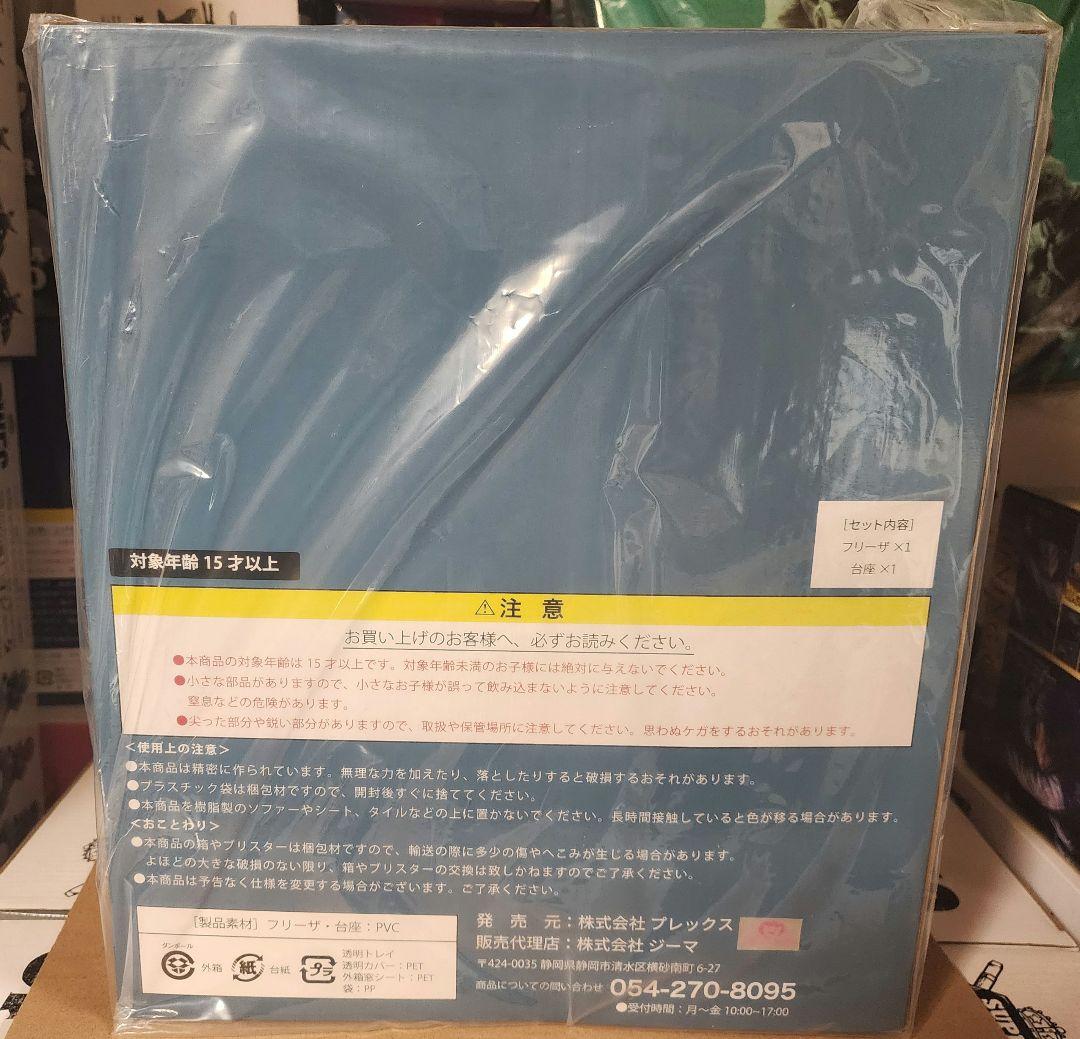 [セット内容]
フリーザ ×1
台座 ×1
対象年齢 15 才以上
⚠注 意
お買い上げのお客様へ、必ずお読みください。
●本商品の対象年齢は 15 才以上です。対象年齢未満のお子様には絶対に与えないでください。
●小さな部品がありますので、小さなお子様が誤って飲み込まないように注意してください。
窒息などの危険があります。
●尖った部分や鋭い部分がありますので、取扱や保管場所に注意してください。思わぬケガをするおそれがあります。
＜使用上の注意＞
●本商品は精密に作られています。無理な力を加えたり、落としたりすると破損するおそれがあります。
●プラスチック袋は梱包材ですので、開封後すぐに捨ててください。
●本商品を樹脂製のソファーやシート、タイルなどの上に置かないでください。長時間接触していると色が移る場合があります。
＜おことわり＞
●本商品の箱やブリスターは梱包材ですので、輸送の際に多少の傷やへこみが生じる場合があります。
よほどの大きな破損のない限り、箱やブリスターの交換は致しかねますのでご了承ください。
●本商品は予告なく仕様を変更する場合がございます。ご了承ください。
[製品素材] フリーザ・台座：PVC
ダンボール
外箱
紙
台紙
プラ
透明トレイ
透明カバー：PET
外箱窓シート：PET
袋：PP
発 売 元：株式会社 プレックス
販売代理店：株式会社 ジーマ
〒424-0035 静岡県静岡市清水区横砂南町 6-27
商品についての問い合わせ 054-270-8095
●受付時間：月～金 10:00~17:00
SUP